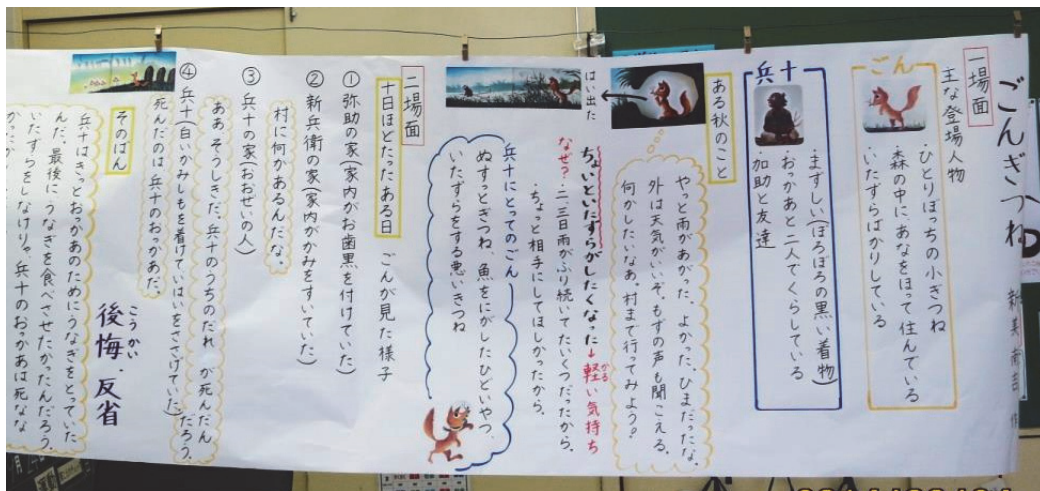 ごんぎつね
新美南吉 作
一場面
主な登場人物
ごん
・ひとりぼっちの小ぎつね
・森の中に、あなをほって住んでいる
・いたずらばかりしている
兵十
・まずしい(ぼろぼろの黒い着物)
・おっかあと二人でくらしている
・加助と友達
ある秋のこと
やっと雨があがった。よかった。ひまだったな。
外は天気がいいぞ。もずの声も聞こえる。
何かしたいなあ。村まで行ってみよう。
はい出た
ちょいといたずらがしたくなった→軽い気持ち
かる
なぜ?・二、三日雨がふり続いてたいくつだったから。
・ちょっと相手にしてほしかったから。
兵十にとってのごん
ぬすっとぎつね、魚をにがしたひどいやつ、
いたずらをする悪いきつね
二場面
十日ほどたったある日
ごんが見た様子
① 弥助の家(家内がお歯黒を付けていた)
② 新兵衛の家(家内がかみをすいていた)
村に何かあるんだな。
③ 兵十の家(おおぜいの人)
ああ、そうしきだ。兵十のうちのだれが死んだんだろう。
④ 兵十(白いかみしもを着けていはいをささげていた)
死んだのは兵十のおっかあだ。
そのばん
兵十はきっとおっかあのためにうなぎをとっていた
んだ。最後にうなぎを食べさせたかったんだろう。
いたずらをしなけりゃ、兵十のおっかあは死なな
かったか
こうかい
後悔、反省